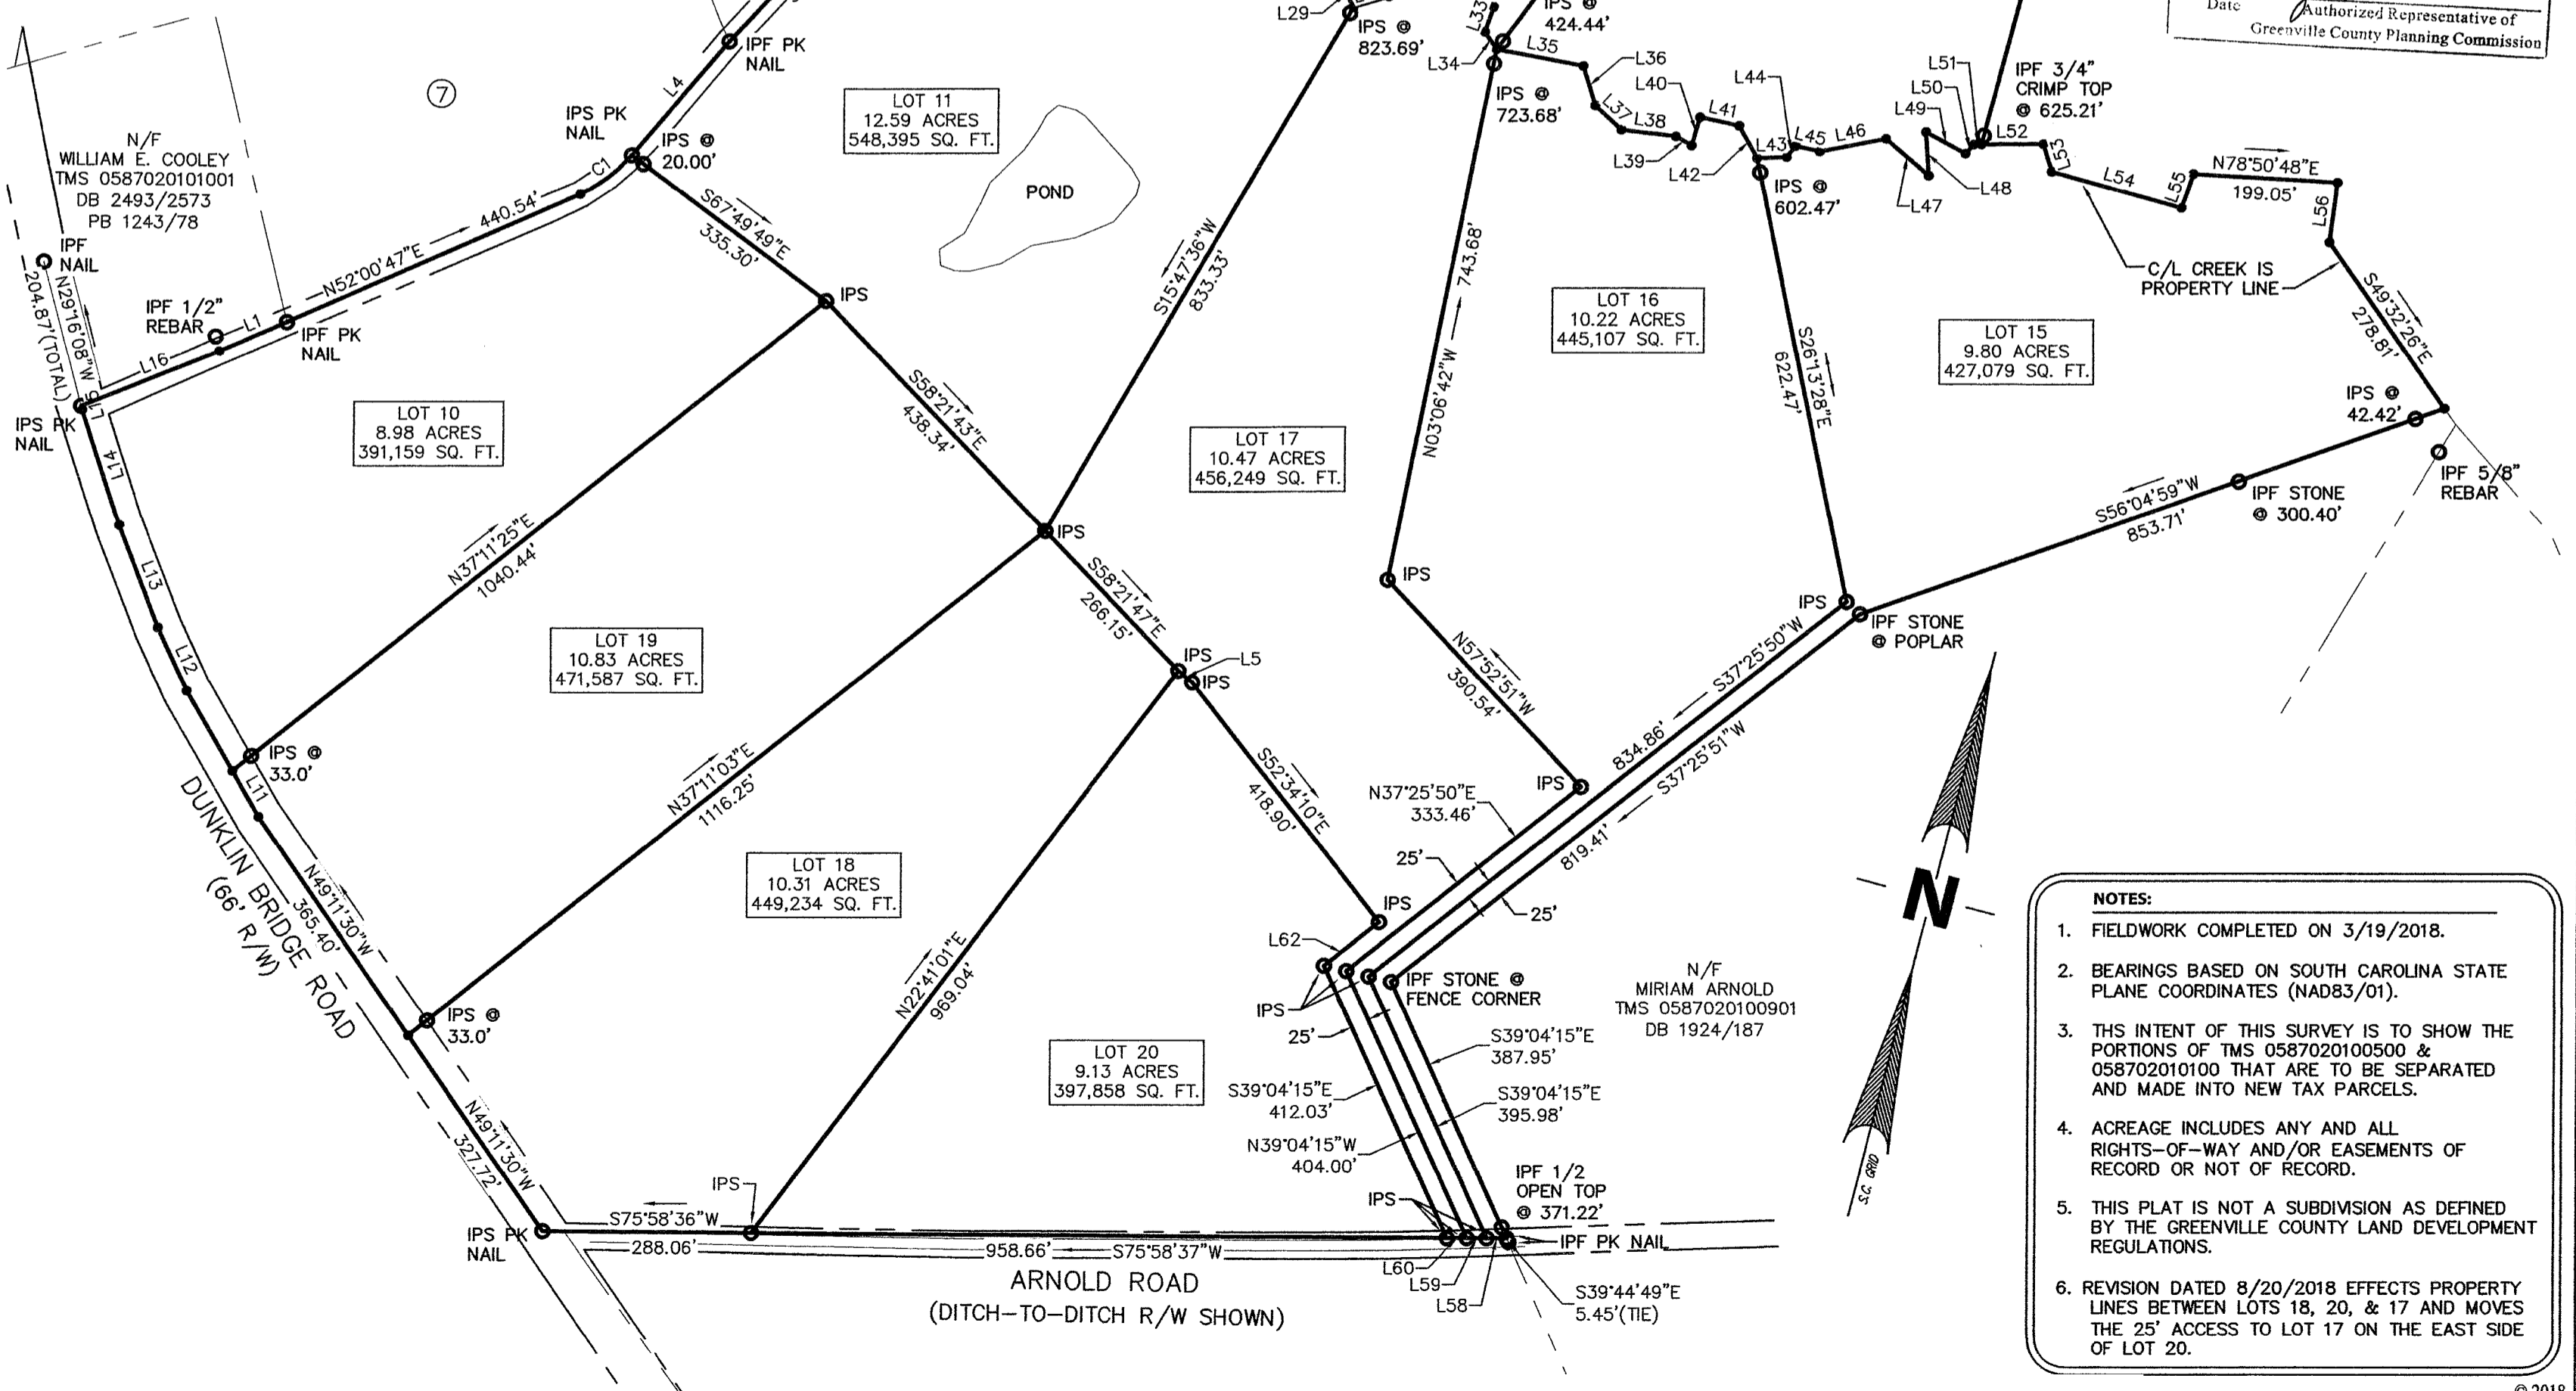 L29
IPS @
823.69'
L33
IPS @
424.44'
Date
Authorized Representative of
Greenville County Planning Commission
IPF PK
NAIL
L4
7
IPS PK
NAIL
C1
IPS @
20.00'
LOT 11
12.59 ACRES
548,395 SQ. FT.
POND
N/F
WILLIAM E. COOLEY
TMS 0587020101001
DB 2493/2573
PB 1243/78
IPF
NAIL
204.87'(TOTAL)
N29°16'08"W
IPF 1/2"
REBAR
L1
IPF PK
NAIL
N52°00'47"E
440.54'
L16
L15
IPS PK
NAIL
S67°49'49"E
335.30'
IPS
L34
L35
IPS @
723.68'
L36
L37
L38
L39
L40
L41
L42
L43
L44
L45
L46
L47
L48
L49
L50
L51
L52
IPF 3/4"
CRIMP TOP
@ 625.21'
L53
L54
L55
N78°50'48"E
199.05'
L56
IPS @
602.47'
C/L CREEK IS
PROPERTY LINE
S49°32'26"E
278.81'
S15°47'36"W
833.33'
N03°06'42"W
743.68'
LOT 16
10.22 ACRES
445,107 SQ. FT.
S26°13'28"E
622.47'
LOT 15
9.80 ACRES
427,079 SQ. FT.
IPS @
42.42'
IPF 5/8"
REBAR
IPF STONE
@ 300.40'
S56°04'59"W
853.71'
L14
LOT 10
8.98 ACRES
391,159 SQ. FT.
S58°21'43"E
438.34'
LOT 17
10.47 ACRES
456,249 SQ. FT.
L13
N37°11'25"E
1040.44'
IPS
IPS
IPS
IPF STONE
@ POPLAR
L12
LOT 19
10.83 ACRES
471,587 SQ. FT.
S58°21'47"E
266.15'
IPS
L5
IPS
N57°52'51"W
390.54'
S37°25'50"W
834.86'
S37°25'51"W
819.41'
IPS @
33.0'
L11
N37°11'03"E
1116.25'
S52°34'10"E
418.90'
IPS
N37°25'50"E
333.46'
25'
25'
DUNKLIN BRIDGE ROAD
(66' R/W)
N49°11'30"W
365.40'
LOT 18
10.31 ACRES
449,234 SQ. FT.
N22°41'01"E
969.04'
IPS
L62
IPS
25'
IPF STONE @
FENCE CORNER
N/F
MIRIAM ARNOLD
TMS 0587020100901
DB 1924/187
IPS @
33.0'
LOT 20
9.13 ACRES
397,858 SQ. FT.
S39°04'15"E
387.95'
S39°04'15"E
412.03'
S39°04'15"E
395.98'
N39°04'15"W
404.00'
N49°11'30"W
327.72'
IPS
IPS
IPF 1/2
OPEN TOP
@ 371.22'
IPS PK
NAIL
S75°58'36"W
288.06'
958.66'
S75°58'37"W
IPF PK NAIL
L60
L59
L58
S39°44'49"E
5.45'(TIE)
ARNOLD ROAD
(DITCH-TO-DITCH R/W SHOWN)
N
S.C. GRID
NOTES:
1. FIELDWORK COMPLETED ON 3/19/2018.
2. BEARINGS BASED ON SOUTH CAROLINA STATE
PLANE COORDINATES (NAD83/01).
3. THS INTENT OF THIS SURVEY IS TO SHOW THE
PORTIONS OF TMS 0587020100500 &
058702010100 THAT ARE TO BE SEPARATED
AND MADE INTO NEW TAX PARCELS.
4. ACREAGE INCLUDES ANY AND ALL
RIGHTS-OF-WAY AND/OR EASEMENTS OF
RECORD OR NOT OF RECORD.
5. THIS PLAT IS NOT A SUBDIVISION AS DEFINED
BY THE GREENVILLE COUNTY LAND DEVELOPMENT
REGULATIONS.
6. REVISION DATED 8/20/2018 EFFECTS PROPERTY
LINES BETWEEN LOTS 18, 20, & 17 AND MOVES
THE 25' ACCESS TO LOT 17 ON THE EAST SIDE
OF LOT 20.
© 2018